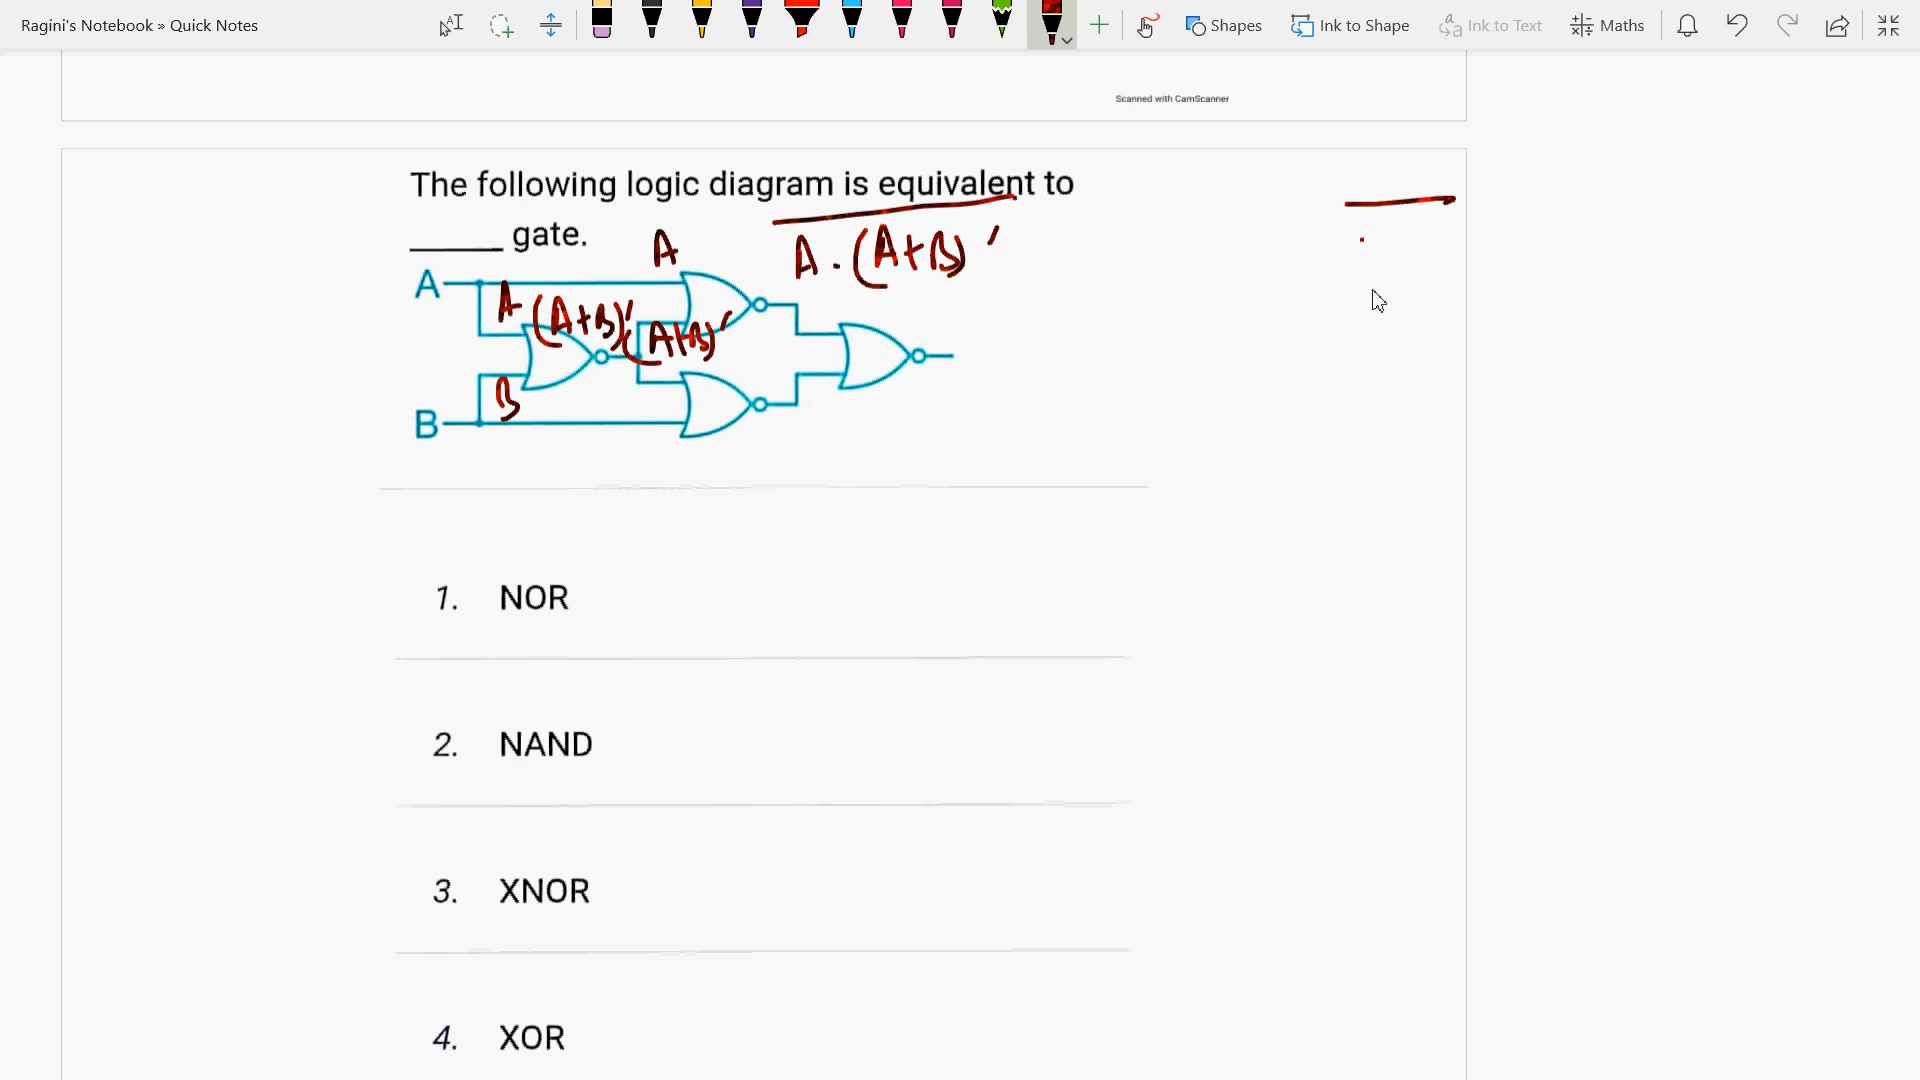 Ragini's Notebook » Quick Notes
Shapes
Ink to Shape
Ink to Text
Maths
Scanned with CamScanner
The following logic diagram is equivalent to
______ gate.
A
A . (A+B)'
A
A
(A+B)'
(A+B)'
B
B
1. NOR
2. NAND
3. XNOR
4. XOR